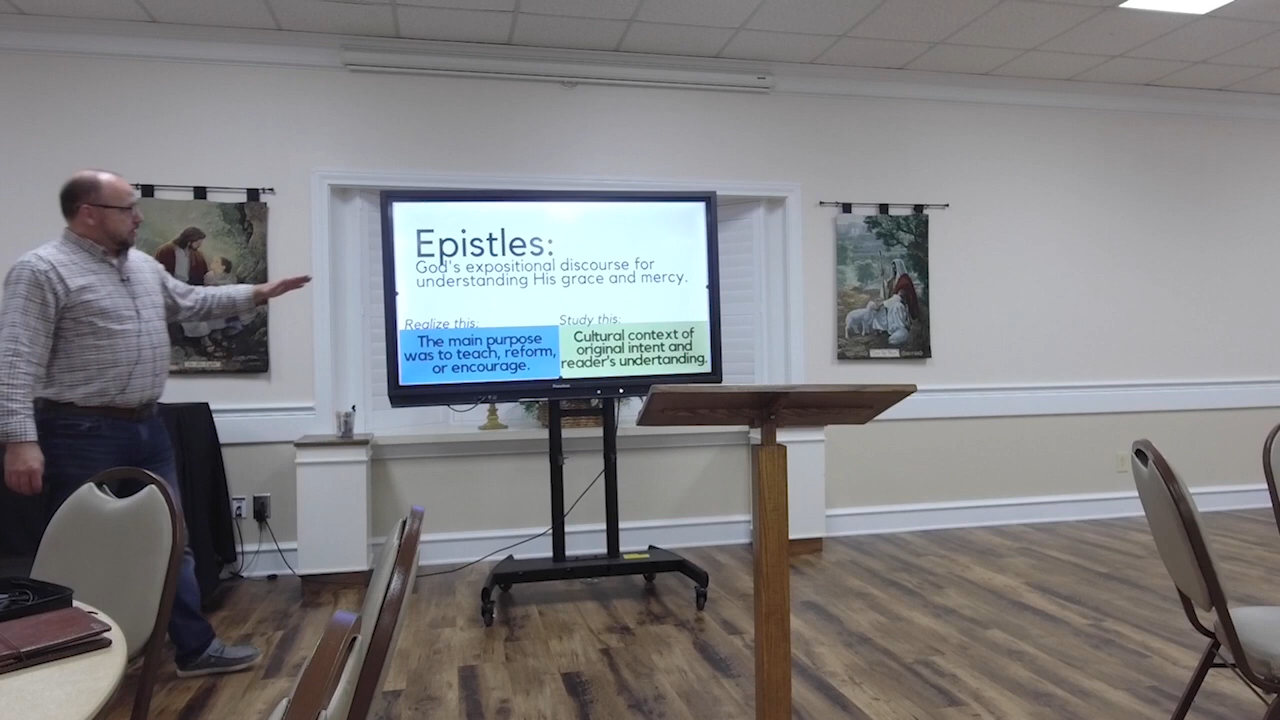 Epistles:
God's expositional discourse for
understanding His grace and mercy.
Realize this:
The main purpose
was to teach, reform,
or encourage.
Study this:
Cultural context of
original intent and
reader's undertanding.